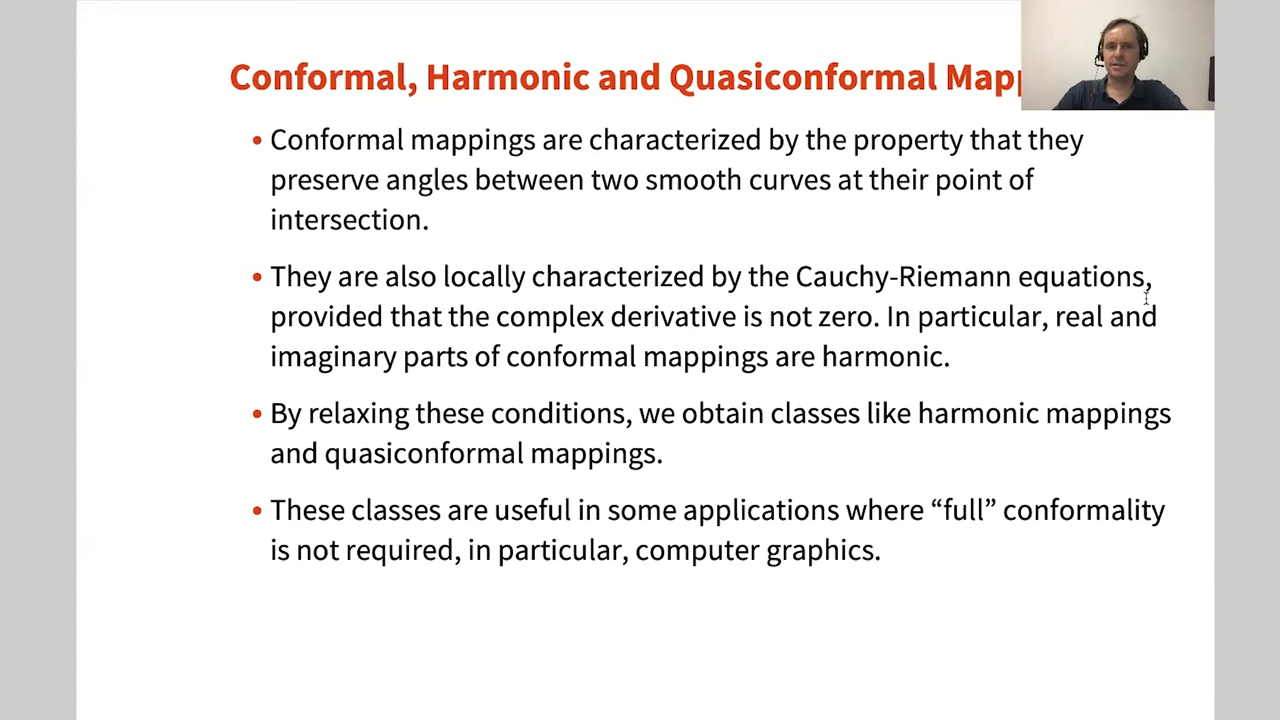 Conformal, Harmonic and Quasiconformal
• Conformal mappings are characterized by the property that they
preserve angles between two smooth curves at their point of
intersection.
• They are also locally characterized by the Cauchy-Riemann equations,
provided that the complex derivative is not zero. In particular, real and
imaginary parts of conformal mappings are harmonic.
• By relaxing these conditions, we obtain classes like harmonic mappings
and quasiconformal mappings.
• These classes are useful in some applications where “full” conformality
is not required, in particular, computer graphics.